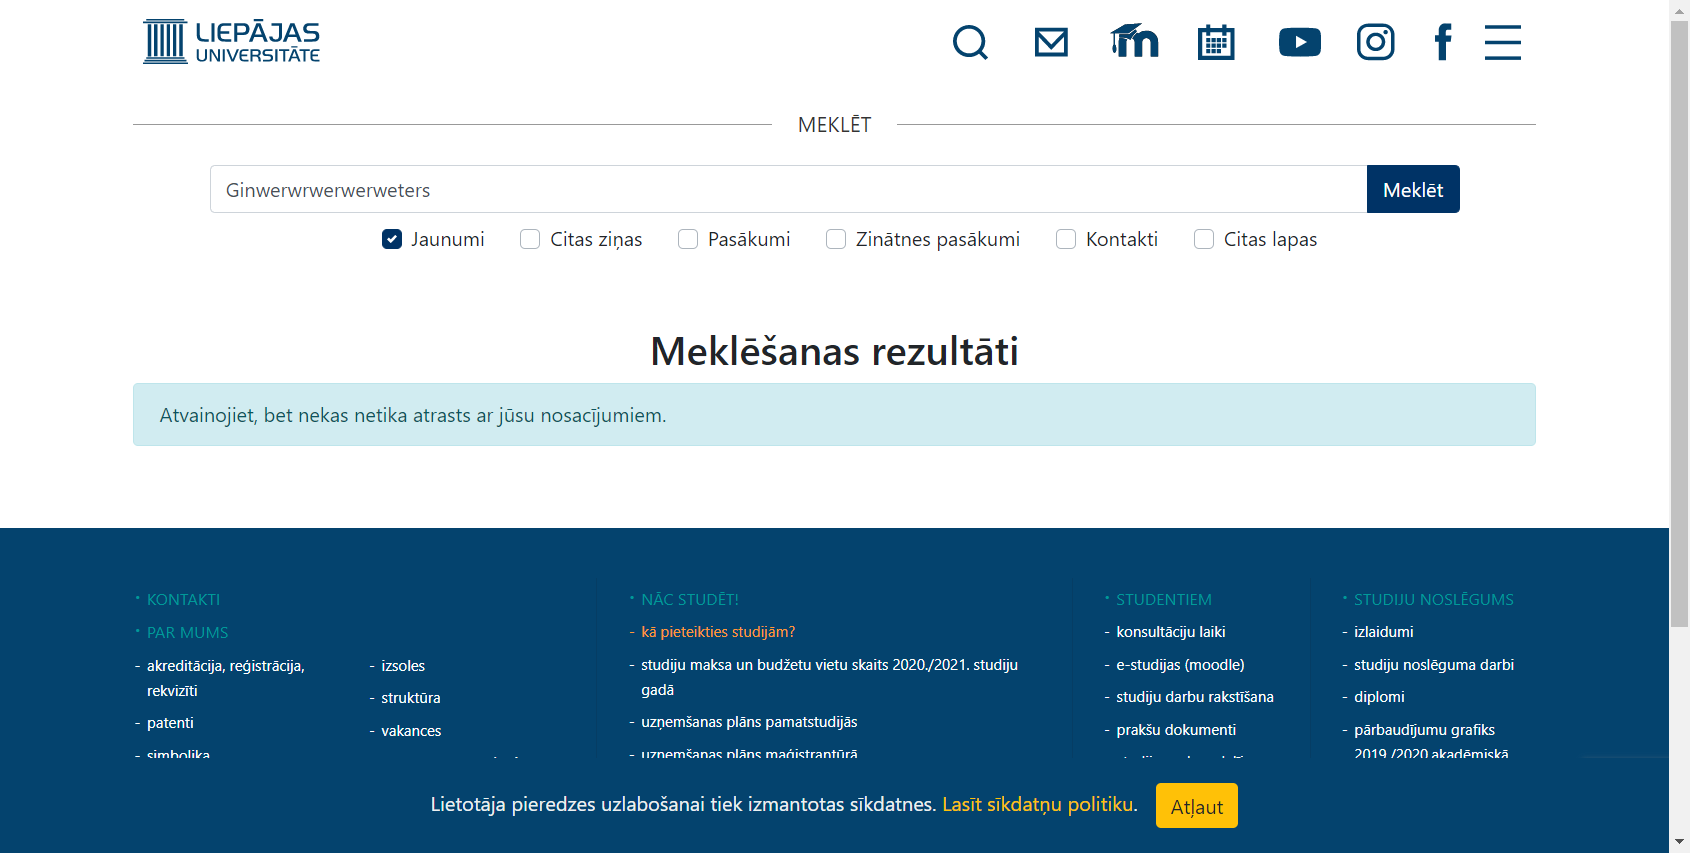 LIEPĀJAS
UNIVERSITĀTE
MEKLĒT
Ginwerwrwerwerweters
Meklēt
Jaunumi
Citas ziņas
Pasākumi
Zinātnes pasākumi
Kontakti
Citas lapas
Meklēšanas rezultāti
Atvainojiet, bet nekas netika atrasts ar jūsu nosacījumiem.
KONTAKTI
PAR MUMS
- akreditācija, reģistrācija,
rekvizīti
- patenti
- simbolika
- izsoles
- struktūra
- vakances
NĀC STUDĒT!
- kā pieteikties studijām?
- studiju maksa un budžetu vietu skaits 2020./2021. studiju
gadā
- uzņemšanas plāns pamatstudijās
- uzņemšanas plāns maģistrantūrā
STUDENTIEM
- konsultāciju laiki
- e-studijas (moodle)
- studiju darbu rakstīšana
- prakšu dokumenti
STUDIJU NOSLĒGUMS
- izlaidumi
- studiju noslēguma darbi
- diplomi
- pārbaudījumu grafiks
2019./2020.akadēmiskā
Lietotāja pieredzes uzlabošanai tiek izmantotas sīkdatnes. Lasīt sīkdatņu politiku.
Atļaut